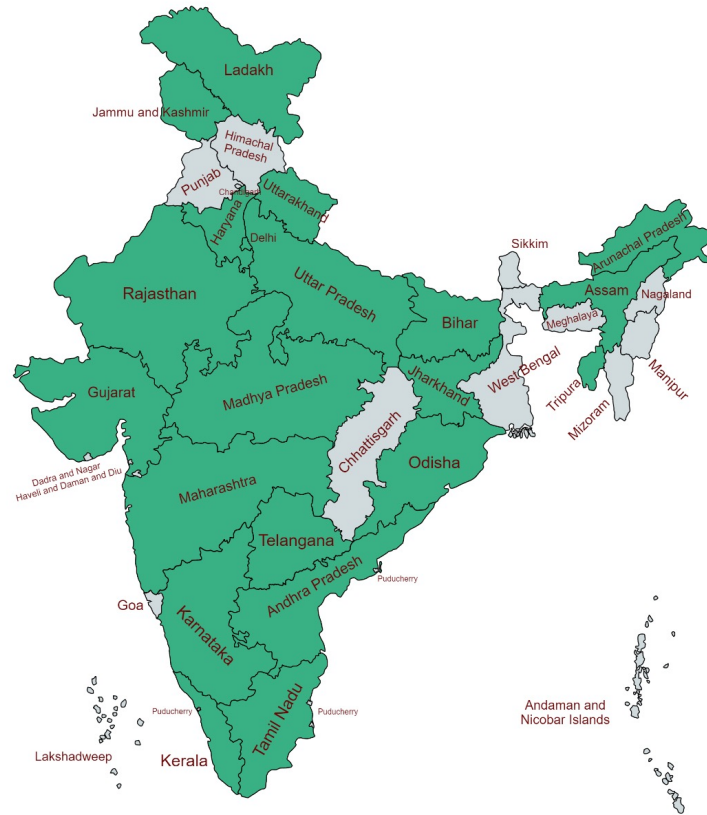 Ladakh
Jammu and Kashmir
Himachal
Pradesh
Punjab
Chandigarh
Uttarakhand
Haryana
Delhi
Arunachal Pradesh
Sikkim
Rajasthan
Uttar Pradesh
Assam
Nagaland
Bihar
Meghalaya
Gujarat
Madhya Pradesh
Jharkhand
West Bengal
Tripura
Manipur
Mizoram
Chhattisgarh
Odisha
Dadra and Nagar
Haveli and Daman and Diu
Maharashtra
Telangana
Andhra Pradesh
Puducherry
Goa
Karnataka
Puducherry
Tamil Nadu
Puducherry
Andaman and
Nicobar Islands
Lakshadweep
Kerala